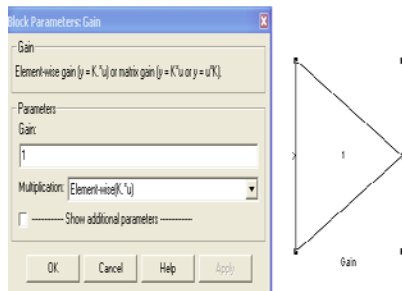 Block Parameters: Gain
Gain
Element-wise gain (y = K.*u) or matrix gain (y = K*u or y = u*K).
Parameters
Gain:
1
Multiplication: Element-wise(K.*u)
---------- Show additional parameters ----------
OK Cancel Help Apply
1
Gain